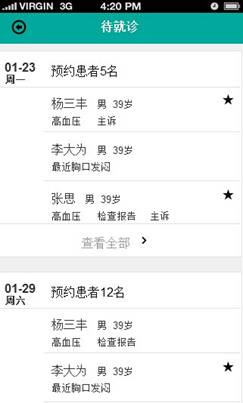 VIRGIN 3G 4:20 PM
待就诊
01-23 预约患者5名
周一
杨三丰 男 39岁
高血压 主诉
李大为 男 39岁
最近胸口发闷
张思 男 39岁
高血压 检查报告 主诉
查看全部
01-29 预约患者12名
周六
杨三丰 男 39岁
高血压 检查报告
李大为 男 39岁
最近胸口发闷